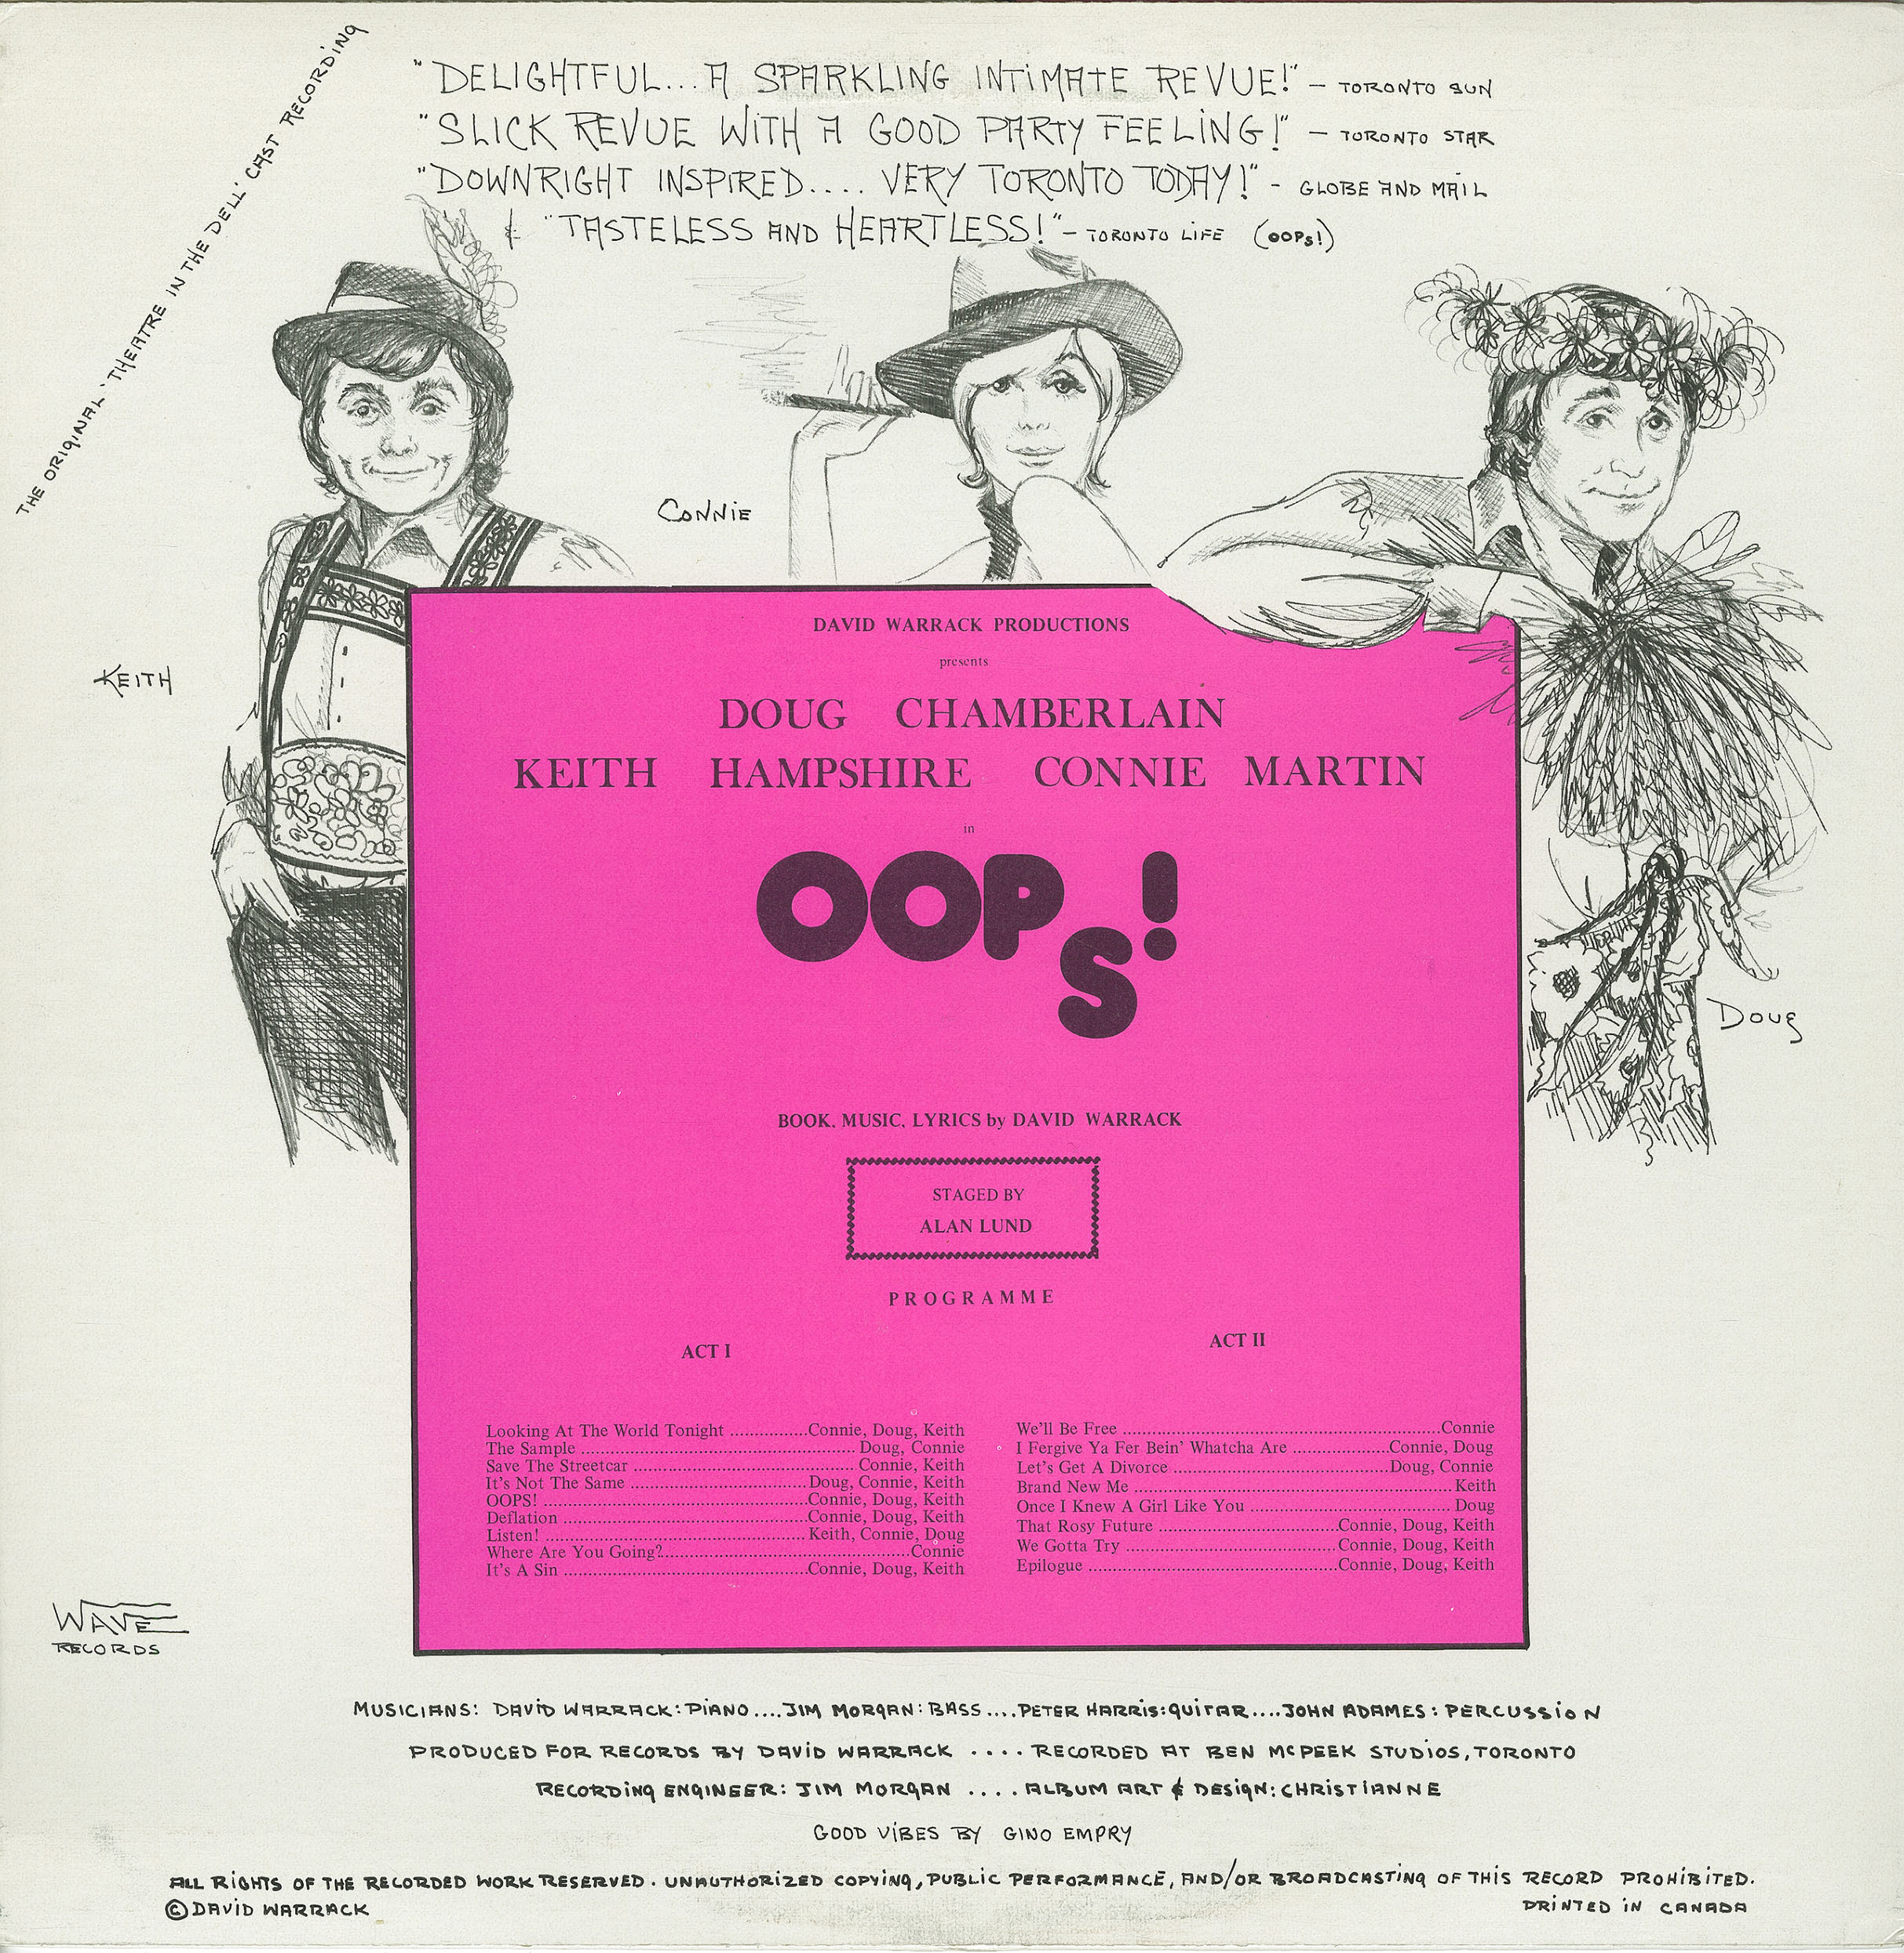 THE ORIGINAL 'THEATRE IN THE DELL' CAST RECORDING
"DELIGHTFUL... A SPARKLING INTIMATE REVUE!" – TORONTO SUN
"SLICK REVUE WITH A GOOD PARTY FEELING!" – TORONTO STAR
"DOWNRIGHT INSPIRED.... VERY TORONTO TODAY!" - GLOBE AND MAIL
& "TASTELESS AND HEARTLESS!" – TORONTO LIFE (OOPS!)
CONNIE
KEITH
DOUG
DAVID WARRACK PRODUCTIONS
presents
DOUG CHAMBERLAIN
KEITH HAMPSHIRE CONNIE MARTIN
in
OOPS!
BOOK, MUSIC, LYRICS by DAVID WARRACK
STAGED BY
ALAN LUND
PROGRAMME
ACT I
Looking At The World Tonight ..............Connie, Doug, Keith
The Sample .................................................. Doug, Connie
Save The Streetcar ........................................ Connie, Keith
It's Not The Same ................................Doug, Connie, Keith
OOPS! ................................................Connie, Doug, Keith
Deflation ............................................Connie, Doug, Keith
Listen! ............................................... Keith, Connie, Doug
Where Are You Going?.............................................Connie
It's A Sin ............................................Connie, Doug, Keith
ACT II
We'll Be Free ..........................................................Connie
I Fergive Ya Fer Bein' Whatcha Are .................Connie, Doug
Let's Get A Divorce .......................................Doug, Connie
Brand New Me ......................................................... Keith
Once I Knew A Girl Like You .................................... Doug
That Rosy Future ................................Connie, Doug, Keith
We Gotta Try ......................................Connie, Doug, Keith
Epilogue .............................................Connie, Doug, Keith
WAVE
RECORDS
MUSICIANS: DAVID WARRACK: PIANO....JIM MORGAN: BASS....PETER HARRIS: GUITAR....JOHN ADAMES: PERCUSSION
PRODUCED FOR RECORDS BY DAVID WARRACK .... RECORDED AT BEN McPEEK STUDIOS, TORONTO
RECORDING ENGINEER: JIM MORGAN .... ALBUM ART & DESIGN: CHRISTIANNE
GOOD VIBES BY GINO EMPRY
ALL RIGHTS OF THE RECORDED WORK RESERVED. UNAUTHORIZED COPYING, PUBLIC PERFORMANCE, AND/OR BROADCASTING OF THIS RECORD PROHIBITED.
© DAVID WARRACK
PRINTED IN CANADA